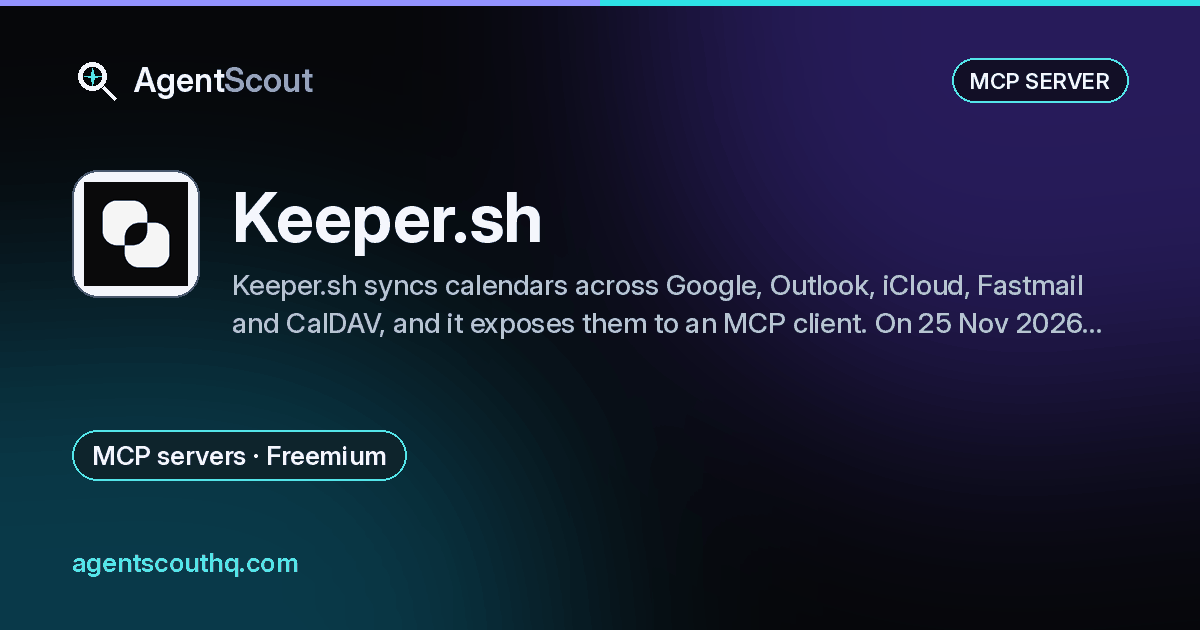 AgentScout
MCP SERVER
Keeper.sh
Keeper.sh syncs calendars across Google, Outlook, iCloud, Fastmail
and CalDAV, and it exposes them to an MCP client. On 25 Nov 2026...
MCP servers · Freemium
agentscouthq.com